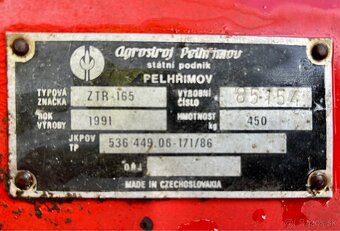 Agrostroj Pelhřimov
státní podnik
PELHŘIMOV
TYPOVÁ ZNAČKA ZTR-165 VÝROBNÍ ČÍSLO 85154
ROK VÝROBY 1991 HMOTNOST kg 450
JKPOV TP 536 449.06-171/86
MADE IN CZECHOSLOVAKIA